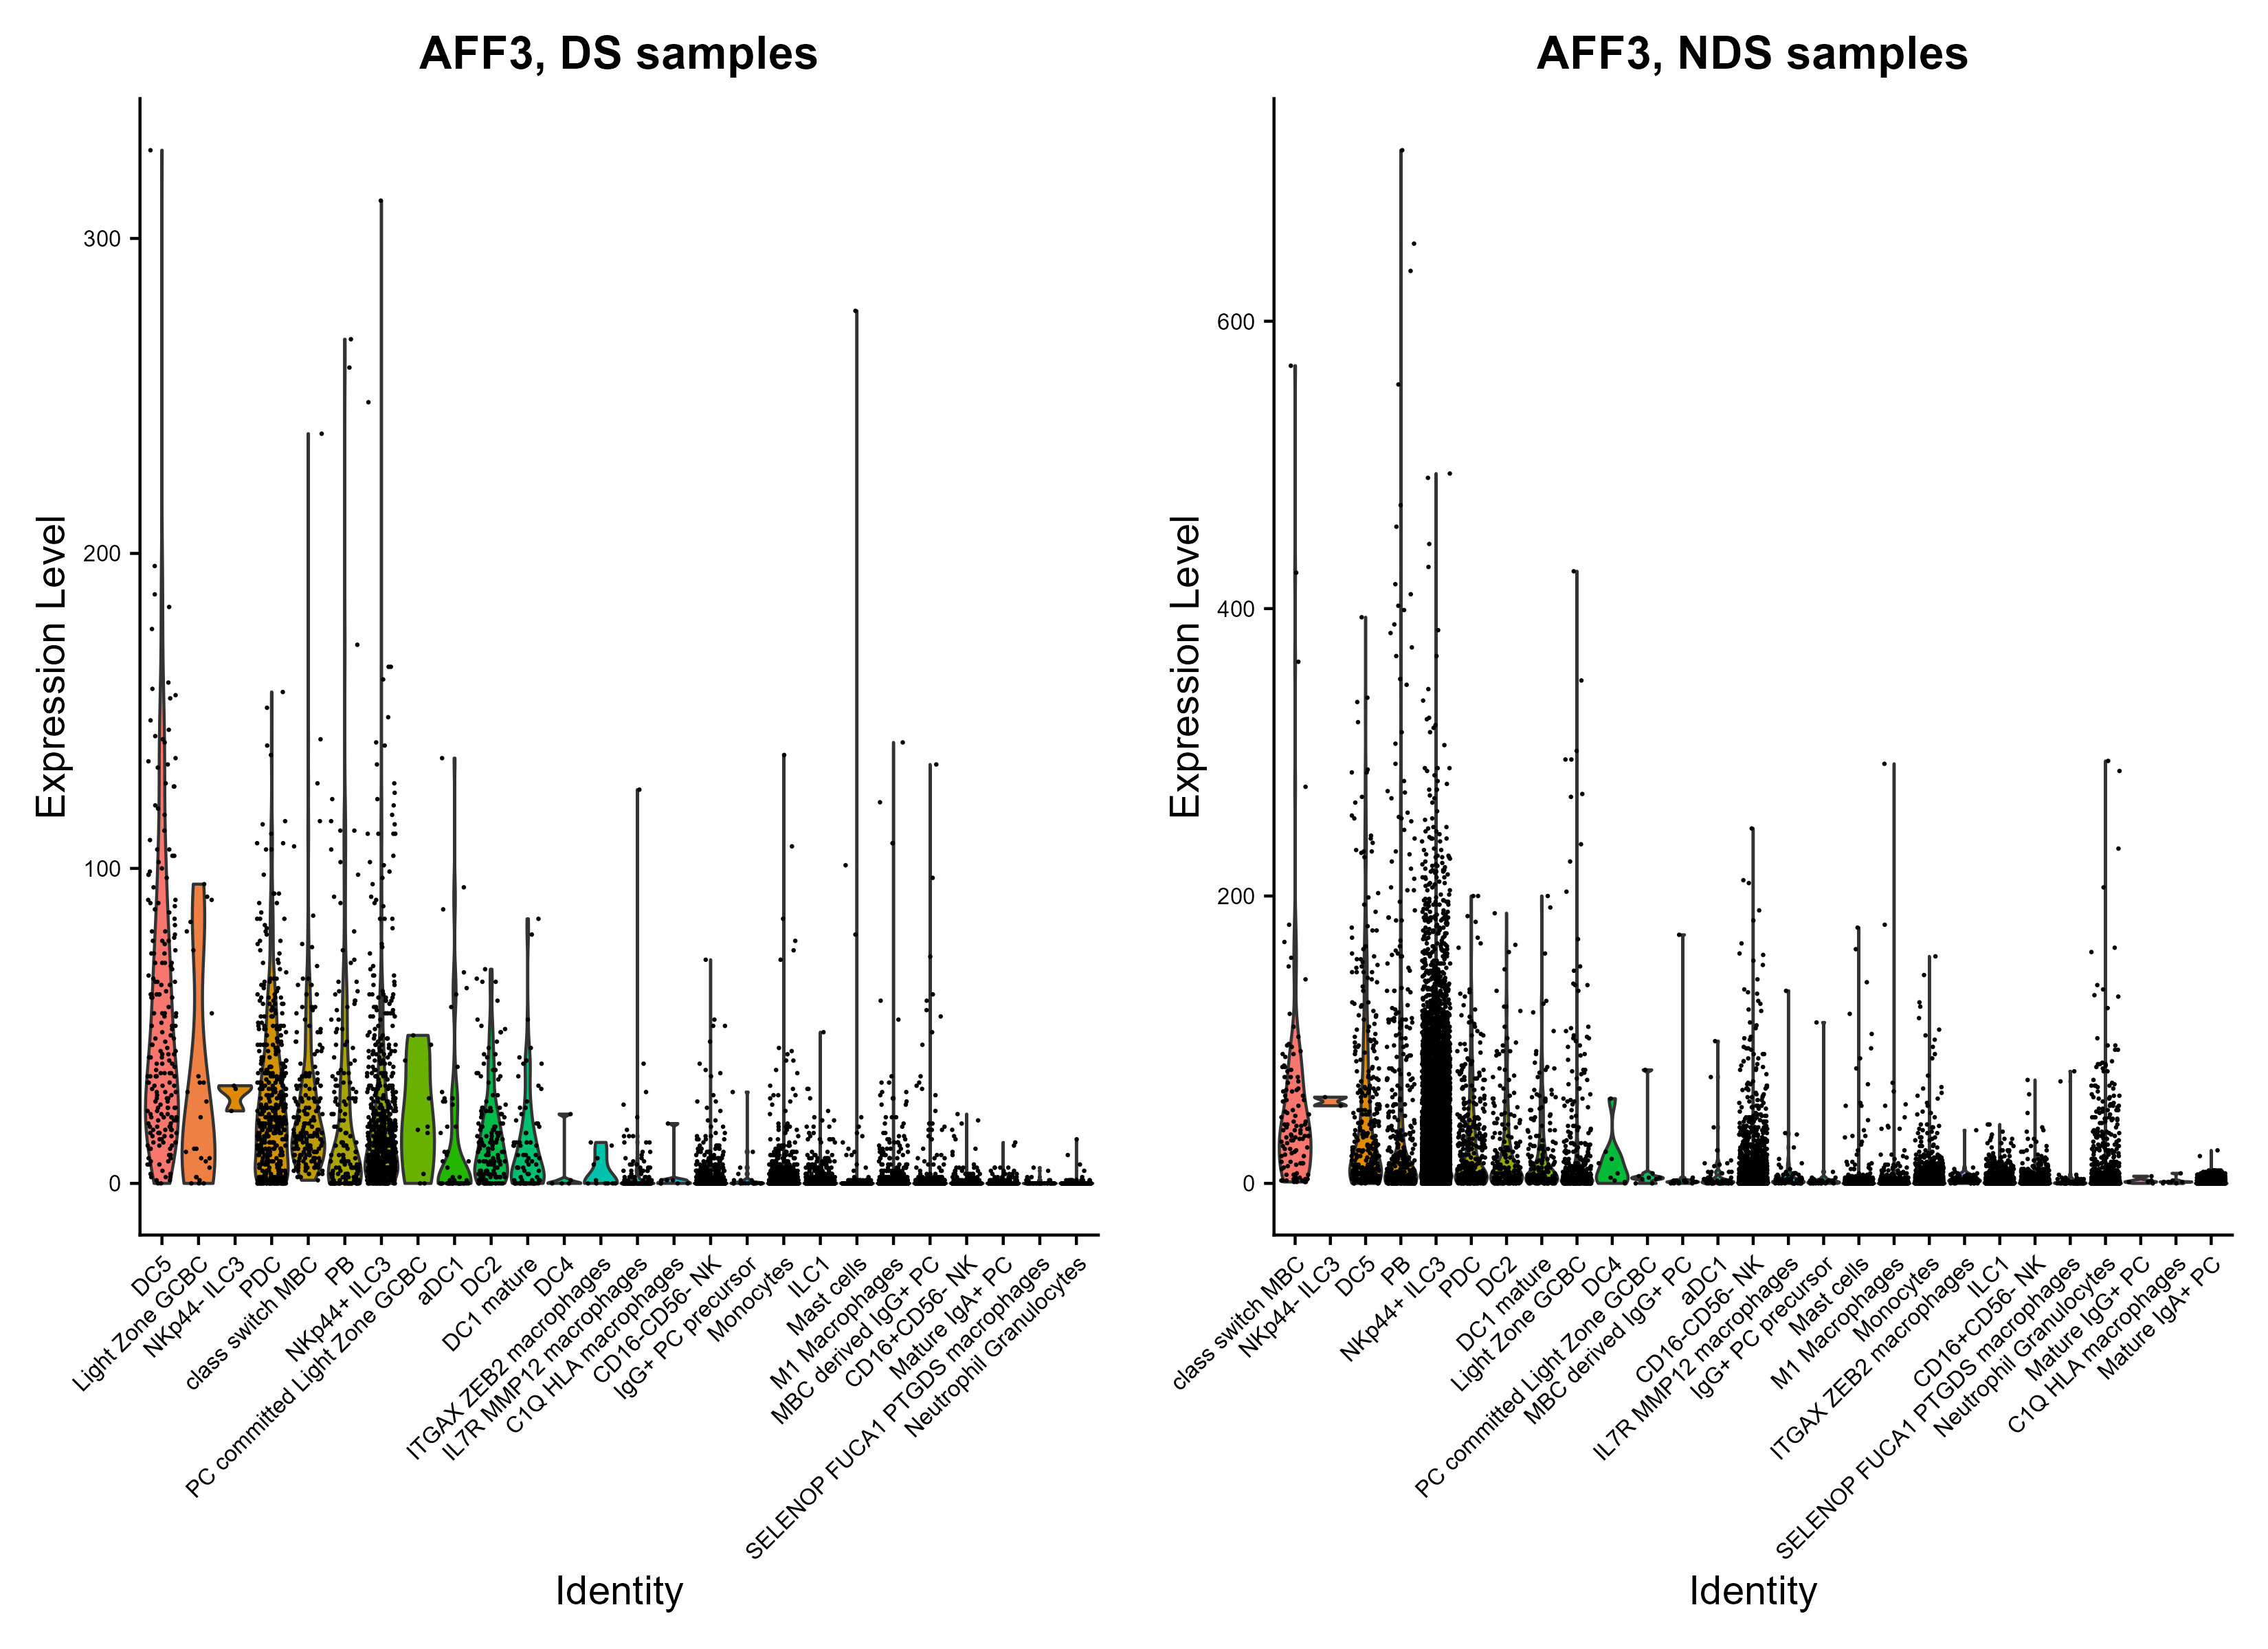 AFF3, DS samples
Expression Level
300
200
100
0
DC5
Light Zone GCBC
NKp44- ILC3
PDC
class switch MBC
PB
NKp44+ ILC3
PC committed Light Zone GCBC
aDC1
DC2
DC1 mature
DC4
ITGAX ZEB2 macrophages
IL7R MMP12 macrophages
C1Q HLA macrophages
CD16-CD56- NK
IgG+ PC precursor
Monocytes
ILC1
Mast cells
M1 Macrophages
MBC derived IgG+ PC
CD16+CD56- NK
Mature IgA+ PC
SELENOP FUCA1 PTGDS macrophages
Neutrophil Granulocytes
Identity
AFF3, NDS samples
Expression Level
600
400
200
0
class switch MBC
NKp44- ILC3
DC5
PB
NKp44+ ILC3
PDC
DC2
DC1 mature
Light Zone GCBC
DC4
PC committed Light Zone GCBC
MBC derived IgG+ PC
aDC1
CD16-CD56- NK
IL7R MMP12 macrophages
IgG+ PC precursor
Mast cells
M1 Macrophages
Monocytes
ITGAX ZEB2 macrophages
ILC1
CD16+CD56- NK
SELENOP FUCA1 PTGDS macrophages
Neutrophil Granulocytes
Mature IgG+ PC
C1Q HLA macrophages
Mature IgA+ PC
Identity